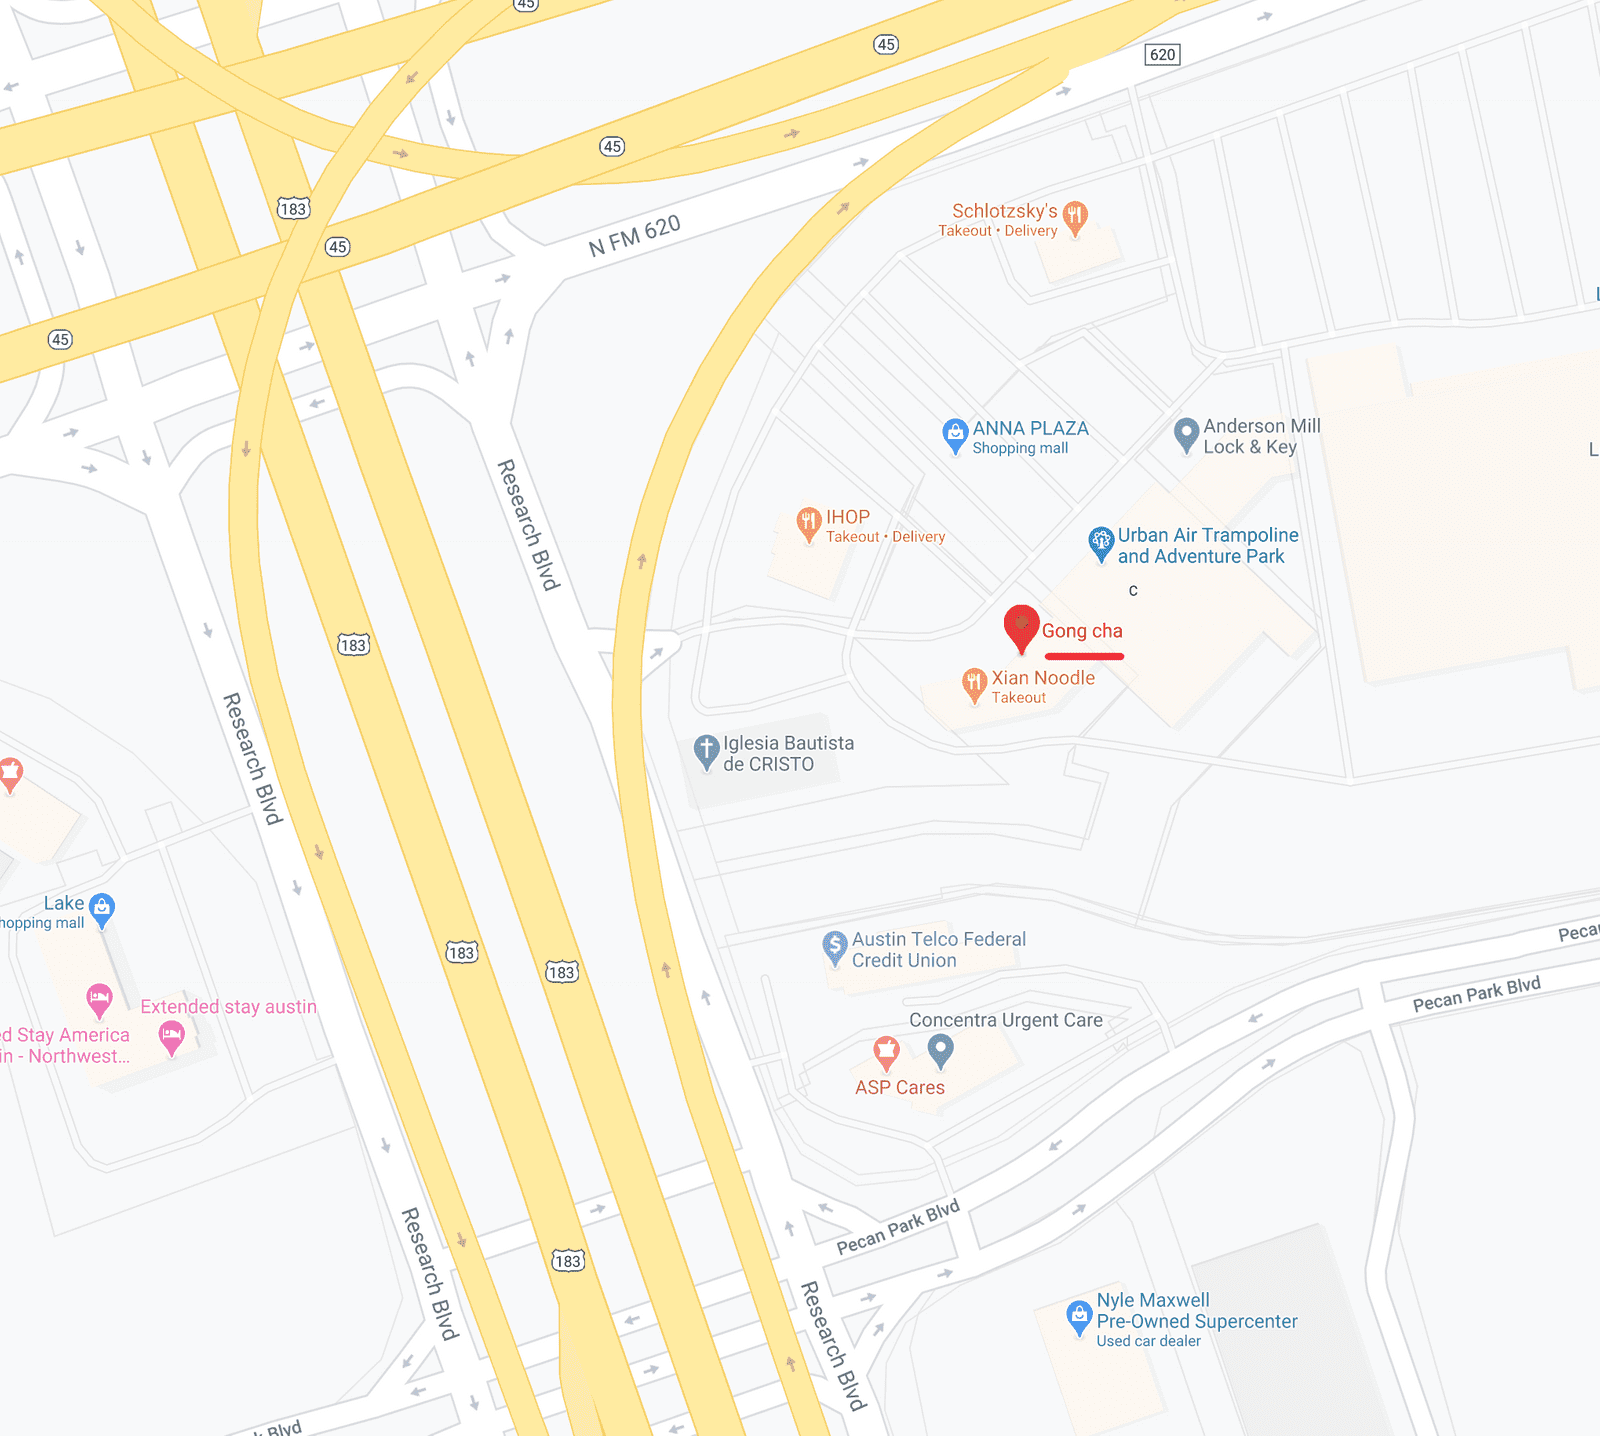 45
45
620
45
183
45
N FM 620
Schlotzsky's
Takeout • Delivery
45
ANNA PLAZA
Shopping mall
Anderson Mill
Lock & Key
L
Research Blvd
IHOP
Takeout • Delivery
Urban Air Trampoline
and Adventure Park
C
183
Gong cha
Xian Noodle
Takeout
Research Blvd
Iglesia Bautista
de CRISTO
Lake
hopping mall
Austin Telco Federal
Credit Union
Peca
183
183
Pecan Park Blvd
Extended stay austin
ed Stay America
in - Northwest...
Concentra Urgent Care
ASP Cares
Pecan Park Blvd
Research Blvd
183
Research Blvd
Nyle Maxwell
Pre-Owned Supercenter
Used car dealer
k Blvd